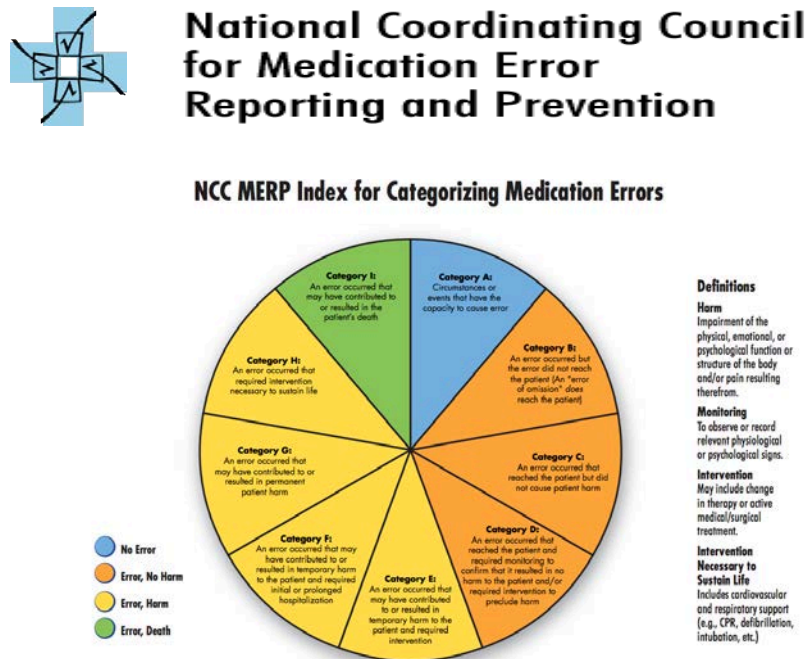 National Coordinating Council
for Medication Error
Reporting and Prevention
NCC MERP Index for Categorizing Medication Errors
Category I:
An error occurred that
may have contributed to
or resulted in the
patient's death
Category A:
Circumstances or
events that have the
capacity to cause error
Category B:
An error occurred but
the error did not reach
the patient (An "error
of omission" does
reach the patient)
Category H:
An error occurred that
required intervention
necessary to sustain life
Category G:
An error occurred that
may have contributed to or
resulted in permanent
patient harm
Category C:
An error occurred that
reached the patient but did
not cause patient harm
Category F:
An error occurred that may
have contributed to or
resulted in temporary harm
to the patient and required
initial or prolonged
hospitalization
Category D:
An error occurred that
reached the patient and
required monitoring to
confirm that it resulted in no
harm to the patient and/or
required intervention to
preclude harm
Category E:
An error occurred that
may have contributed to
or resulted in
temporary harm to the
patient and required
intervention
No Error
Error, No Harm
Error, Harm
Error, Death
Definitions
Harm
Impairment of the
physical, emotional, or
psychological function or
structure of the body
and/or pain resulting
therefrom.
Monitoring
To observe or record
relevant physiological
or psychological signs.
Intervention
May include change
in therapy or active
medical/surgical
treatment.
Intervention
Necessary to
Sustain Life
Includes cardiovascular
and respiratory support
(e.g., CPR, defibrillation,
intubation, etc.)